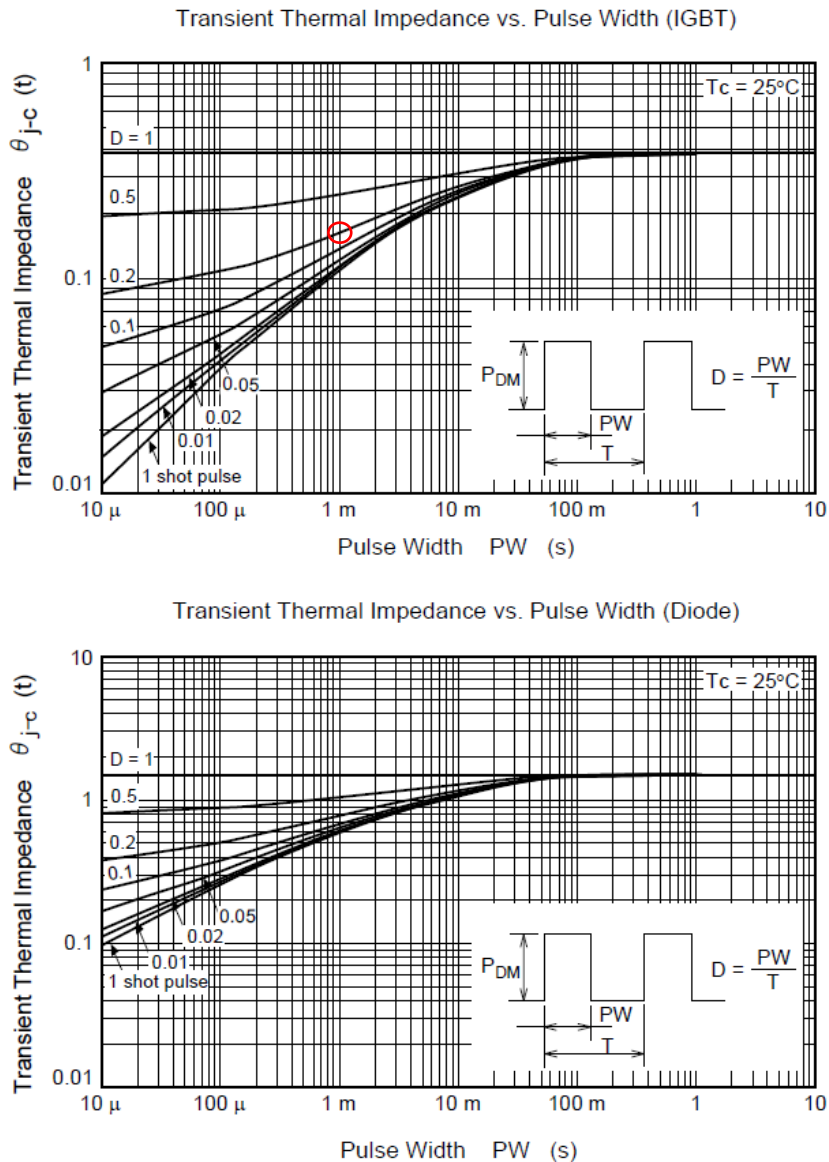 Transient Thermal Impedance vs. Pulse Width (IGBT)
Transient Thermal Impedance θ j-c (t)
1
Tc = 25°C
D = 1
0.5
0.2
0.1
0.1
0.05
0.02
0.01
1 shot pulse
0.01
P DM
PW
T
D = PW
T
10 μ 100 μ 1 m 10 m 100 m 1 10
Pulse Width PW (s)
Transient Thermal Impedance vs. Pulse Width (Diode)
Transient Thermal Impedance θ j-c (t)
10
Tc = 25°C
D = 1
1
0.5
0.2
0.1
0.1
0.05
0.02
0.01
1 shot pulse
0.01
P DM
PW
T
D = PW
T
10 μ 100 μ 1 m 10 m 100 m 1 10
Pulse Width PW (s)